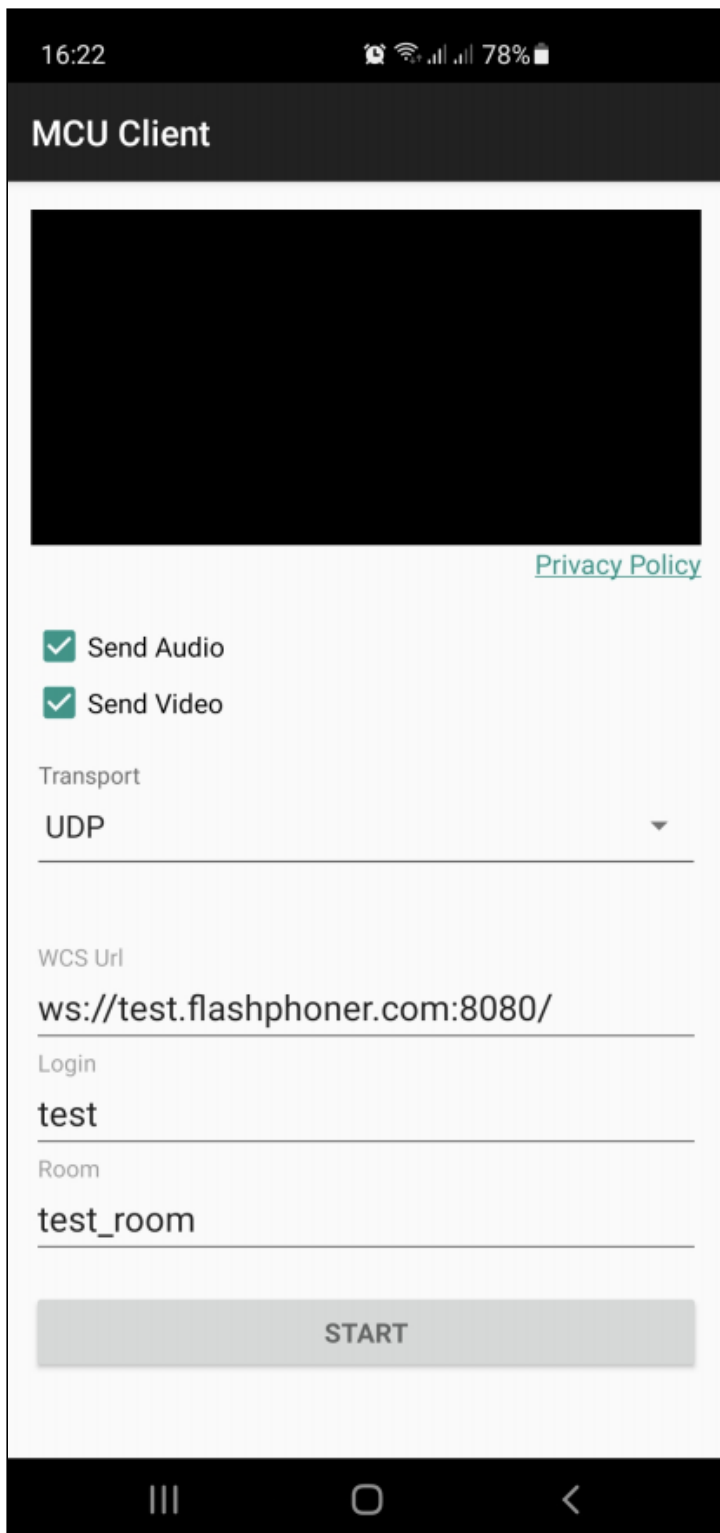 16:22 78%
MCU Client
Privacy Policy
Send Audio
Send Video
Transport
UDP
WCS Url
ws://test.flashphoner.com:8080/
Login
test
Room
test_room
START